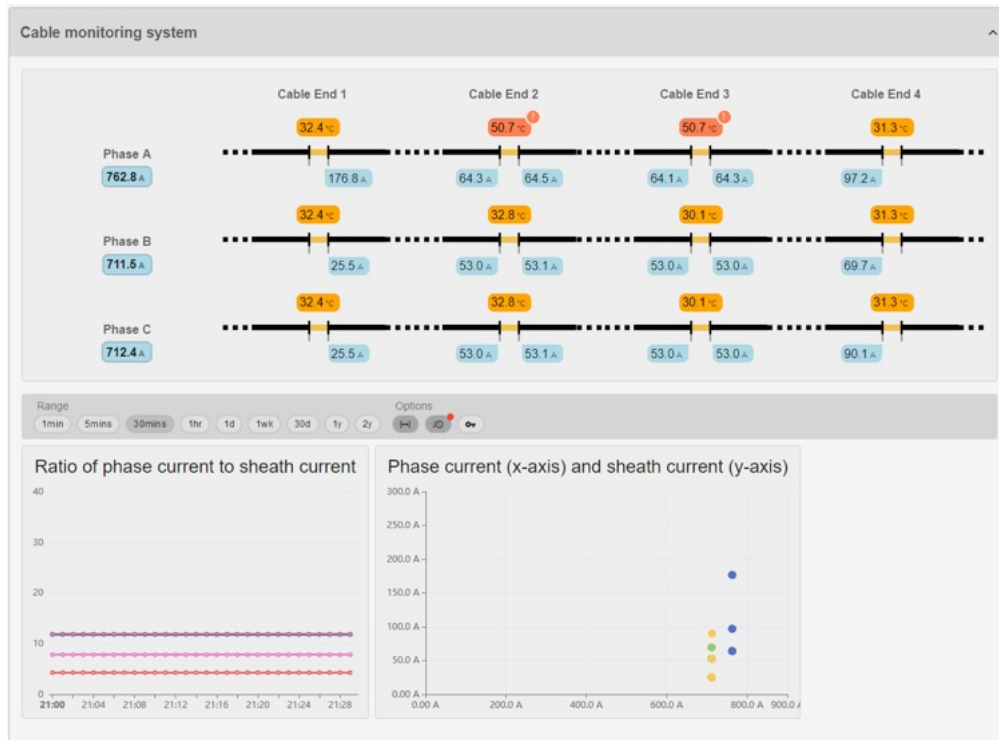 Cable monitoring system
Cable End 1 Cable End 2 Cable End 3 Cable End 4
32.4 °C 50.7 °C ! 50.7 °C ! 31.3 °C
Phase A
762.8 A 176.8 A 64.3 A 64.5 A 64.1 A 64.3 A 97.2 A
32.4 °C 32.8 °C 30.1 °C 31.3 °C
Phase B
711.5 A 25.5 A 53.0 A 53.1 A 53.0 A 53.0 A 69.7 A
32.4 °C 32.8 °C 30.1 °C 31.3 °C
Phase C
712.4 A 25.5 A 53.0 A 53.1 A 53.0 A 53.0 A 90.1 A
Range Options
1min 5mins 30mins 1hr 1d 1wk 30d 1y 2y
Ratio of phase current to sheath current
40
30
20
10
0
21:00 21:04 21:08 21:12 21:16 21:20 21:24 21:28
Phase current (x-axis) and sheath current (y-axis)
300.0 A
250.0 A
200.0 A
150.0 A
100.0 A
50.0 A
0.00 A
0.00 A 200.0 A 400.0 A 600.0 A 800.0 A 900.0